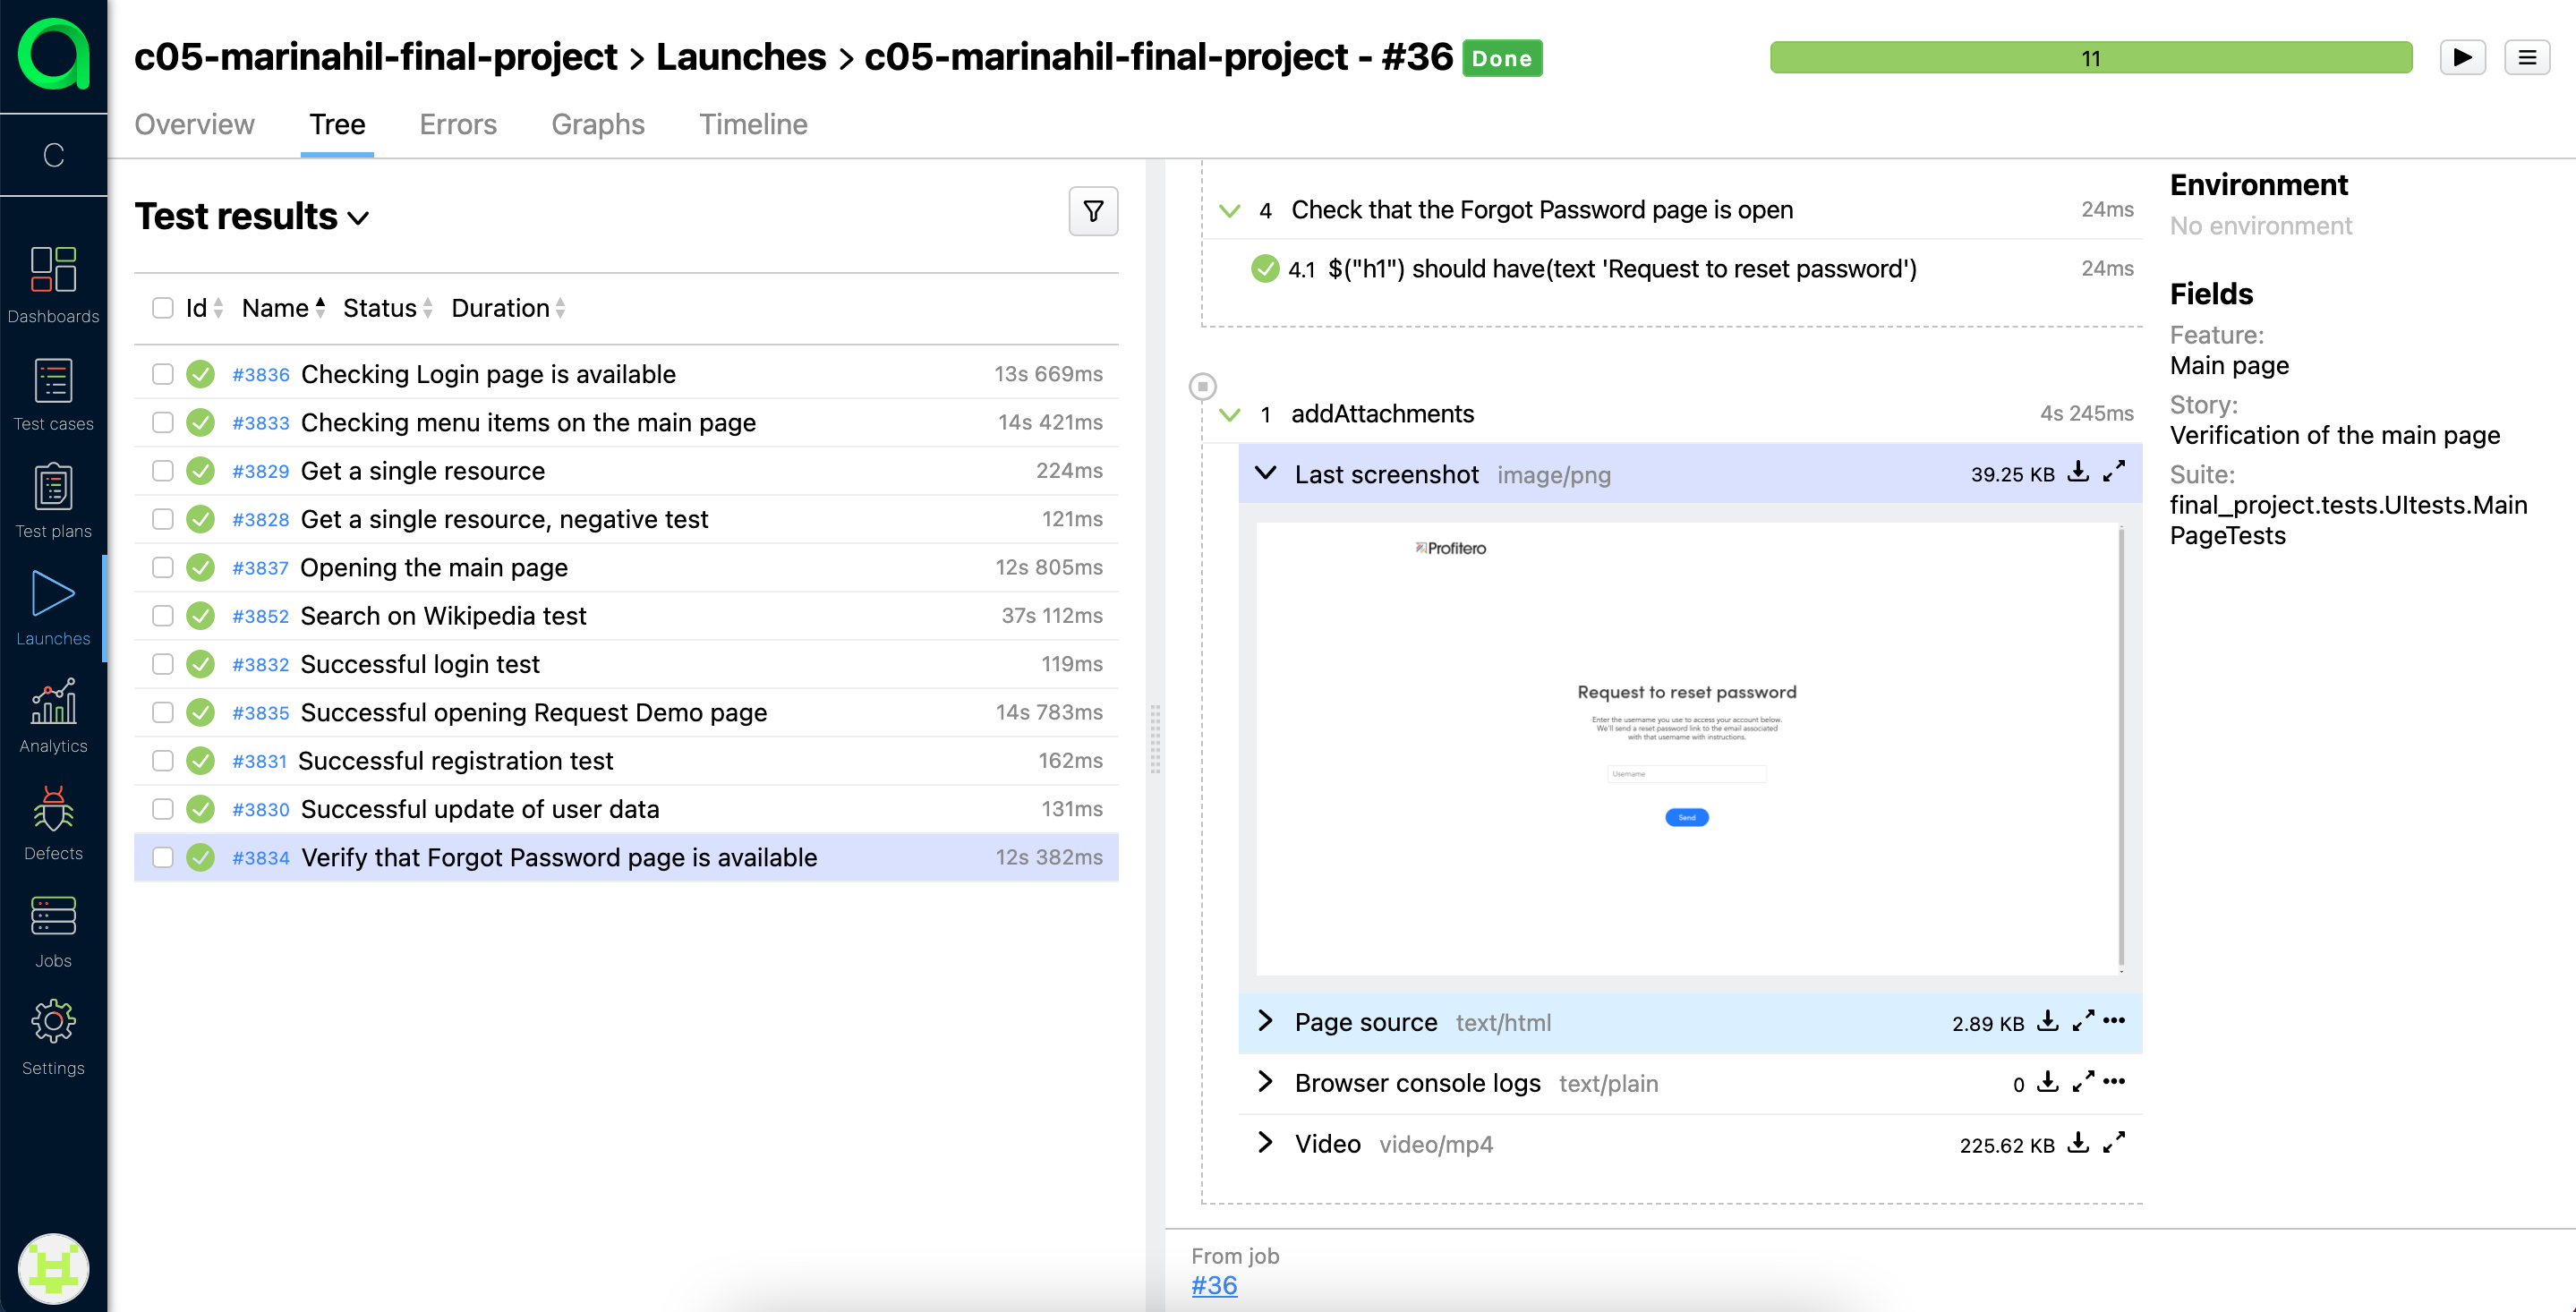 c05-marinahil-final-project > Launches > c05-marinahil-final-project - #36 Done
11
Overview Tree Errors Graphs Timeline
C
Dashboards
Test cases
Test plans
Launches
Analytics
Defects
Jobs
Settings
Test results
Id Name Status Duration
#3836 Checking Login page is available 13s 669ms
#3833 Checking menu items on the main page 14s 421ms
#3829 Get a single resource 224ms
#3828 Get a single resource, negative test 121ms
#3837 Opening the main page 12s 805ms
#3852 Search on Wikipedia test 37s 112ms
#3832 Successful login test 119ms
#3835 Successful opening Request Demo page 14s 783ms
#3831 Successful registration test 162ms
#3830 Successful update of user data 131ms
#3834 Verify that Forgot Password page is available 12s 382ms
4 Check that the Forgot Password page is open 24ms
4.1 $("h1") should have(text 'Request to reset password') 24ms
1 addAttachments 4s 245ms
Last screenshot image/png 39.25 KB
Profitero
Request to reset password
Enter the username you use to access your account below.
We'll send a reset password link to the email associated
with that username with instructions.
Username
Send
Page source text/html 2.89 KB
Browser console logs text/plain 0
Video video/mp4 225.62 KB
From job
#36
Environment
No environment
Fields
Feature:
Main page
Story:
Verification of the main page
Suite:
final_project.tests.UItests.Main
PageTests